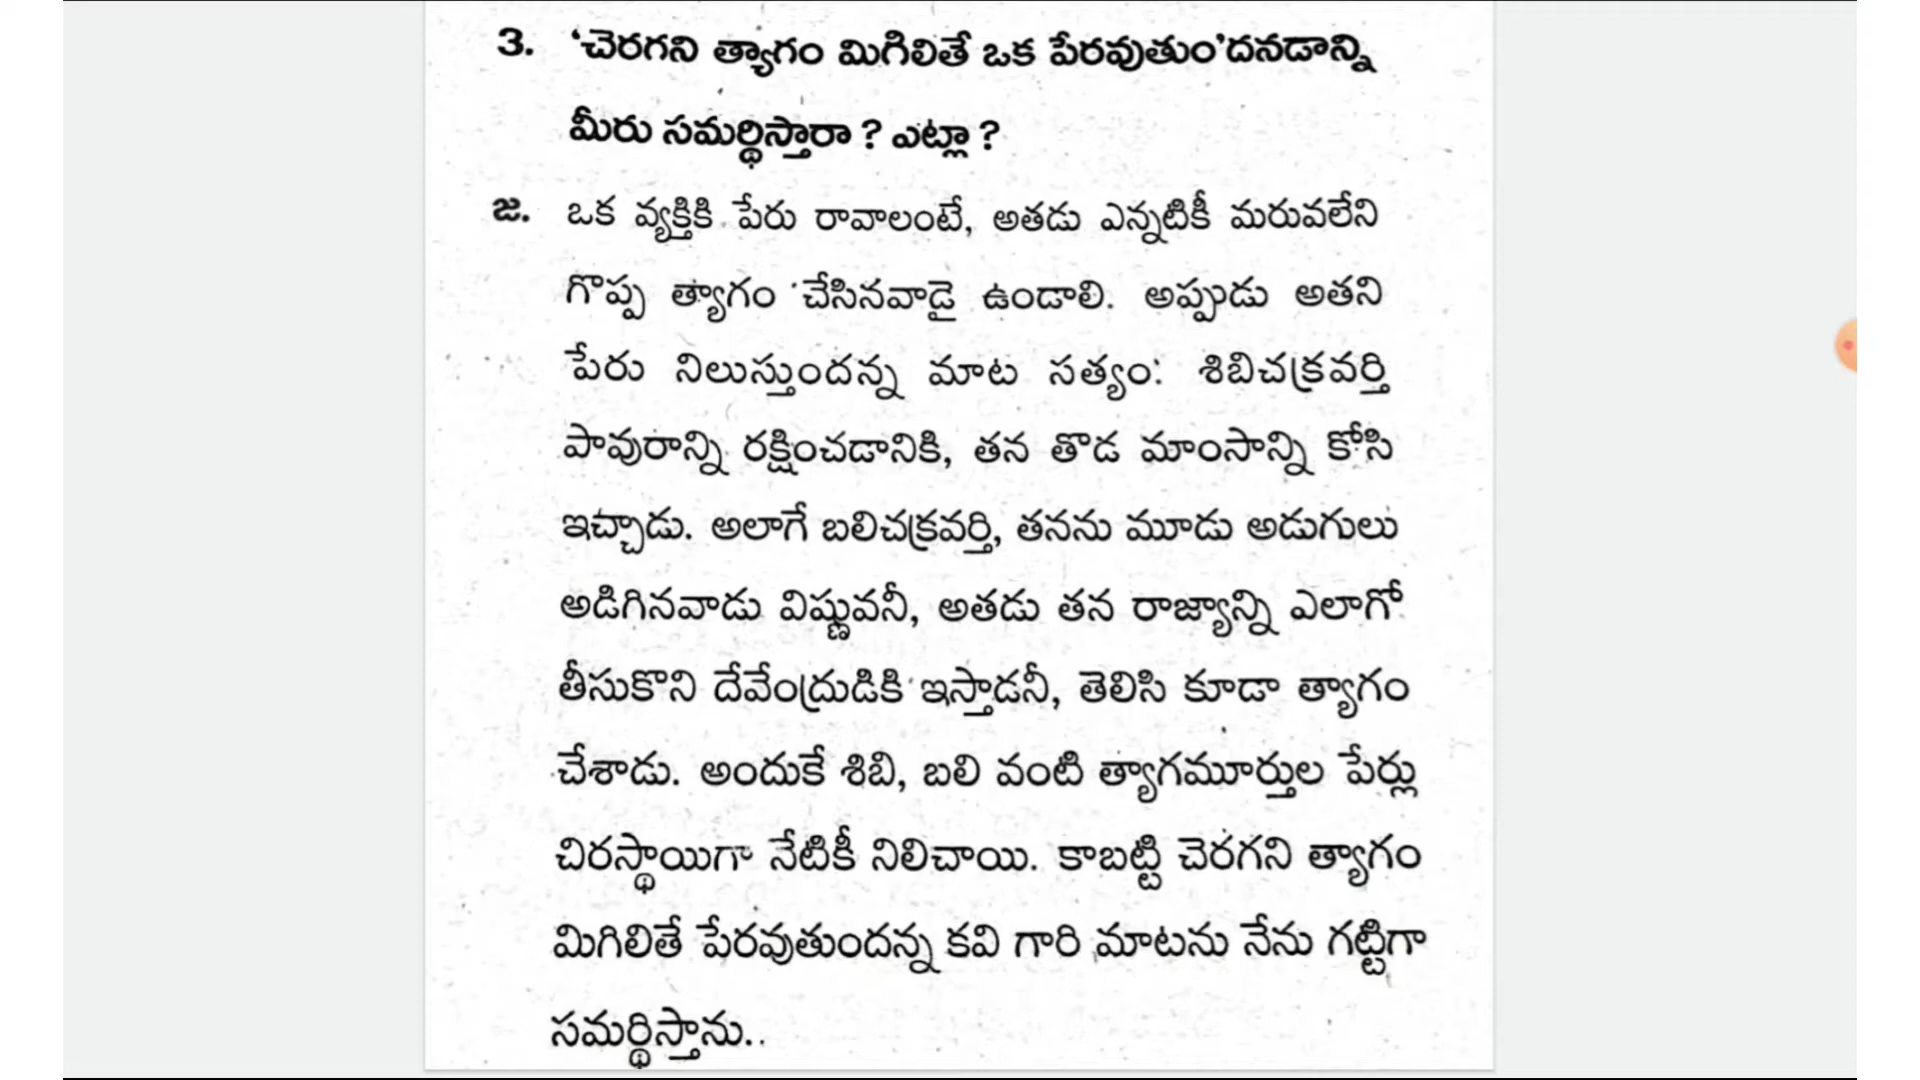 3. ‘చెరగని త్యాగం మిగిలితే ఒక పేరవుతుం’దనడాన్ని
మీరు సమర్థిస్తారా ? ఎట్లా ?
జ. ఒక వ్యక్తికి పేరు రావాలంటే, అతడు ఎన్నటికీ మరువలేని
గొప్ప త్యాగం చేసినవాడై ఉండాలి. అప్పుడు అతని
పేరు నిలుస్తుందన్న మాట సత్యం: శిబిచక్రవర్తి
పావురాన్ని రక్షించడానికి, తన తొడ మాంసాన్ని కోసి
ఇచ్చాడు. అలాగే బలిచక్రవర్తి, తనను మూడు అడుగులు
అడిగినవాడు విష్ణువనీ, అతడు తన రాజ్యాన్ని ఎలాగో
తీసుకొని దేవేంద్రుడికి ఇస్తాడనీ, తెలిసి కూడా త్యాగం
చేశాడు. అందుకే శిబి, బలి వంటి త్యాగమూర్తుల పేర్లు
చిరస్థాయిగా నేటికీ నిలిచాయి. కాబట్టి చెరగని త్యాగం
మిగిలితే పేరవుతుందన్న కవి గారి మాటను నేను గట్టిగా
సమర్థిస్తాను..